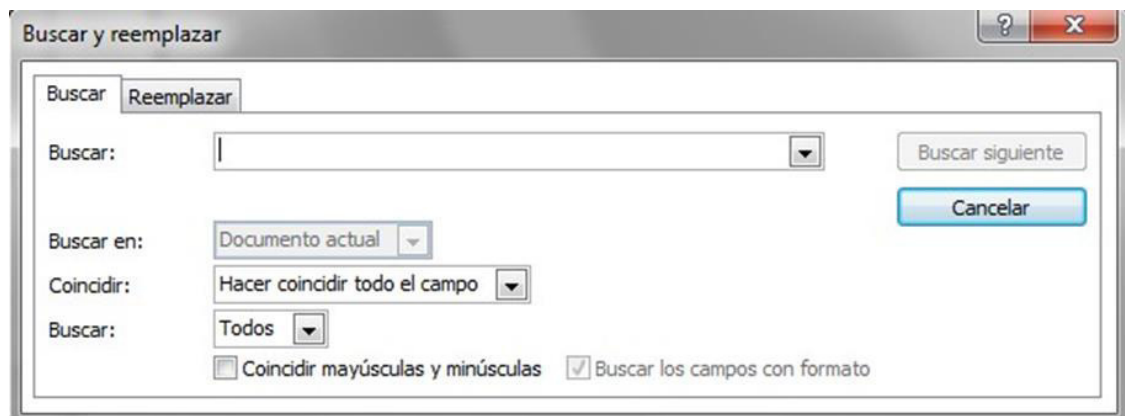 Buscar y reemplazar
Buscar Reemplazar
Buscar: Buscar siguiente
Cancelar
Buscar en: Documento actual
Coincidir: Hacer coincidir todo el campo
Buscar: Todos
Coincidir mayúsculas y minúsculas Buscar los campos con formato